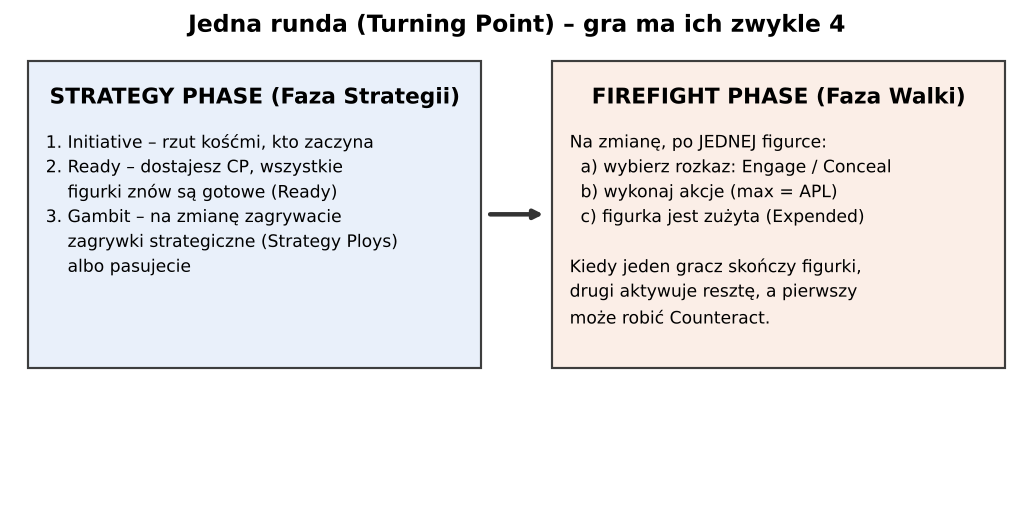 Jedna runda (Turning Point) – gra ma ich zwykle 4
STRATEGY PHASE (Faza Strategii)
1. Initiative – rzut kośćmi, kto zaczyna
2. Ready – dostajesz CP, wszystkie
figurki znów są gotowe (Ready)
3. Gambit – na zmianę zagrywacie
zagrywki strategiczne (Strategy Ploys)
albo pasujecie
FIREFIGHT PHASE (Faza Walki)
Na zmianę, po JEDNEJ figurce:
a) wybierz rozkaz: Engage / Conceal
b) wykonaj akcje (max = APL)
c) figurka jest zużyta (Expended)
Kiedy jeden gracz skończy figurki,
drugi aktywuje resztę, a pierwszy
może robić Counteract.